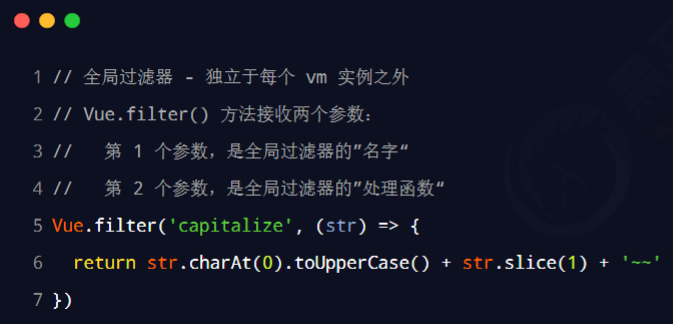 1 // 全局过滤器 - 独立于每个 vm 实例之外
2 // Vue.filter() 方法接收两个参数：
3 //   第 1 个参数，是全局过滤器的”名字“
4 //   第 2 个参数，是全局过滤器的”处理函数“
5 Vue.filter('capitalize', (str) => {
6   return str.charAt(0).toUpperCase() + str.slice(1) + '~~'
7 })